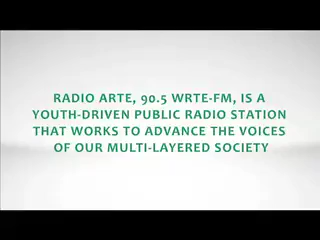 RADIO ARTE, 90.5 WRTE-FM, IS A
YOUTH-DRIVEN PUBLIC RADIO STATION
THAT WORKS TO ADVANCE THE VOICES
OF OUR MULTI-LAYERED SOCIETY